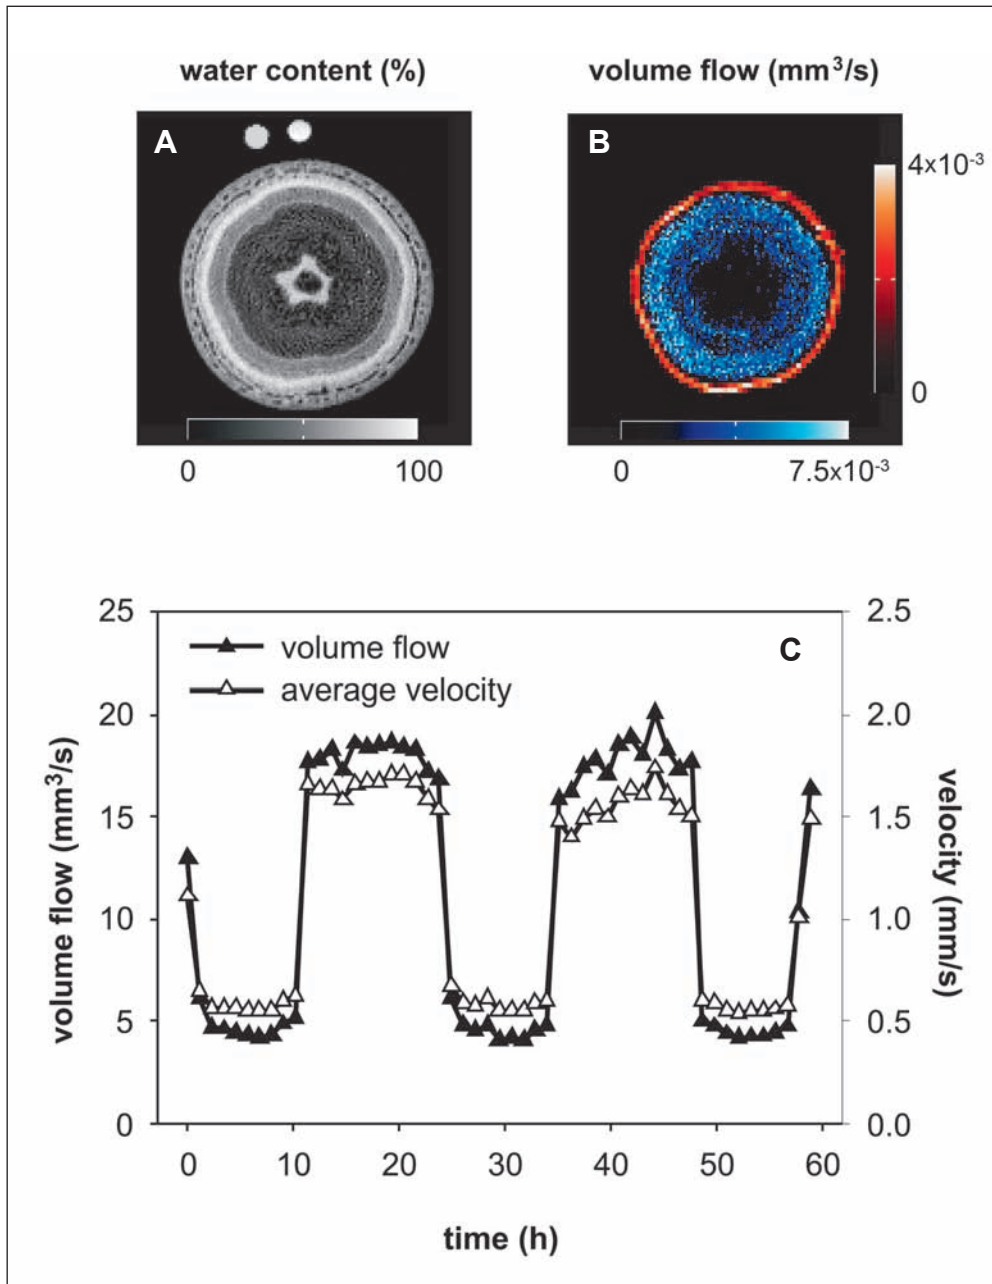 water content (%)
volume flow (mm³/s)
A
B
4x10⁻³
0
0
100
0
7.5x10⁻³
C
volume flow
average velocity
25
20
15
10
5
0
volume flow (mm³/s)
2.5
2.0
1.5
1.0
0.5
0.0
velocity (mm/s)
0
10
20
30
40
50
60
time (h)